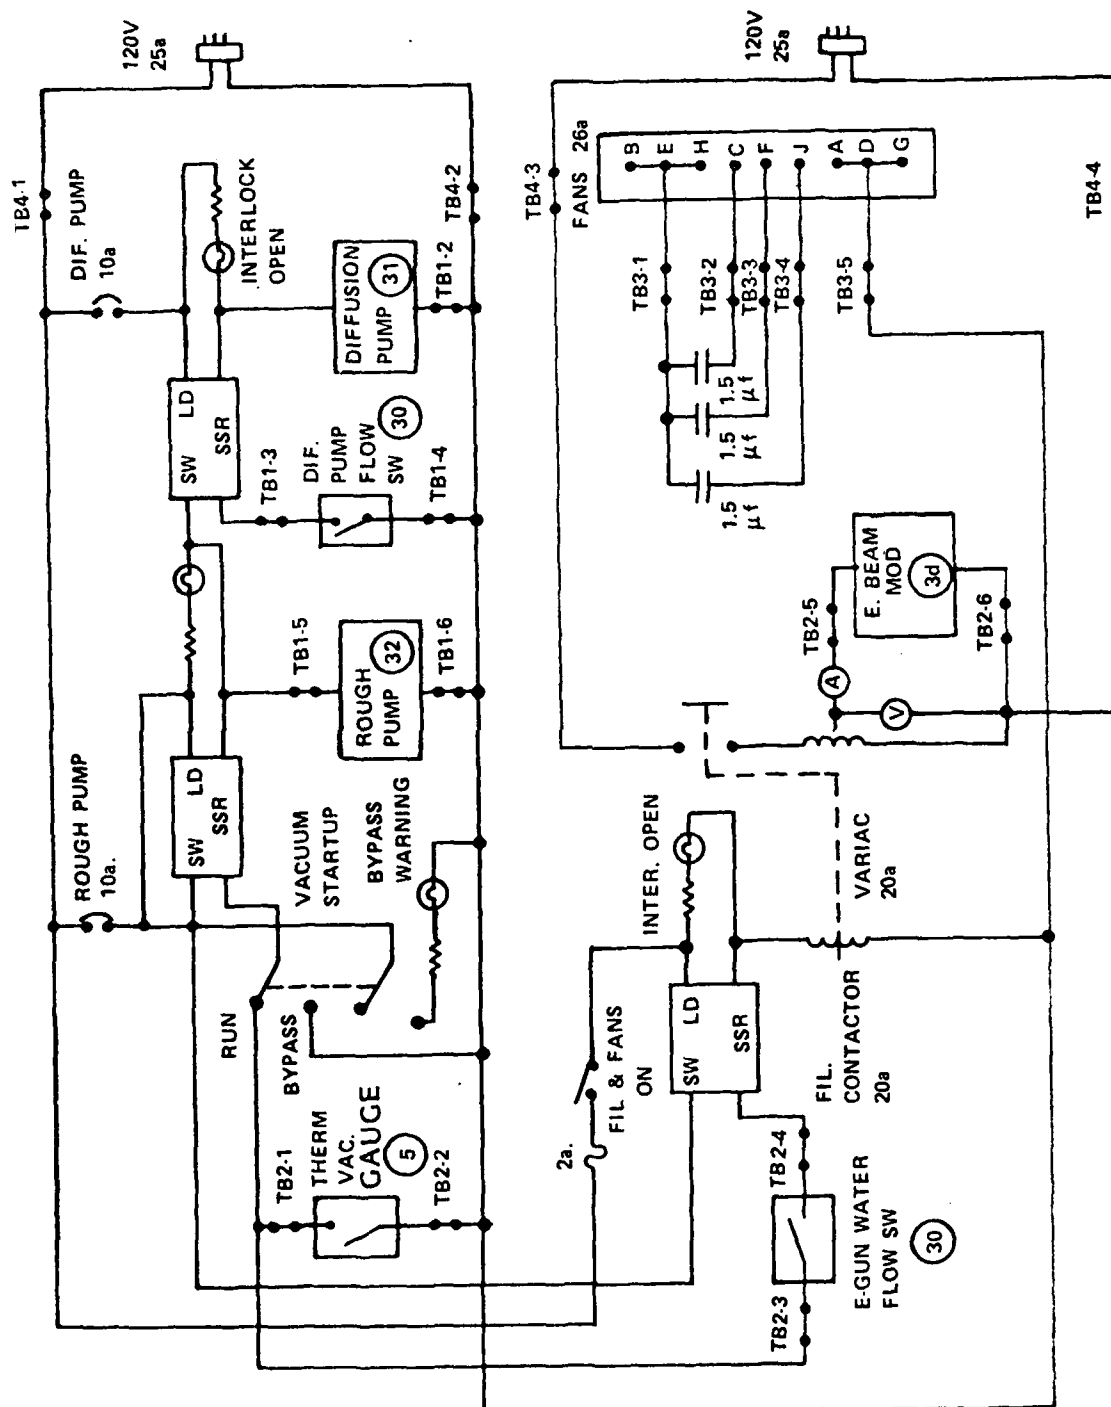 120V
25a
TB4-1
DIF. PUMP
10a
INTERLOCK
OPEN
TB4-2
TB1-2
DIFFUSION
PUMP
31
SW
LD
SSR
TB1-3
DIF.
PUMP
FLOW
SW
30
TB1-4
ROUGH PUMP
10a.
SW
LD
SSR
TB1-5
ROUGH
PUMP
32
TB1-6
VACUUM
STARTUP
BYPASS
WARNING
RUN
BYPASS
TB2-1
THERM
VAC.
GAUGE
5
TB2-2
120V
25a
TB4-3
FANS 26a
B
E
H
C
F
J
A
D
G
TB3-1
TB3-2
TB3-3
TB3-4
TB3-5
1.5
µf
1.5
µf
1.5
µf
TB4-4
E. BEAM
MOD
3d
TB2-5
TB2-6
A
V
VARIAC
20a
INTER. OPEN
FIL & FANS
ON
2a.
SW
LD
SSR
FIL.
CONTACTOR
20a
TB2-4
E-GUN WATER
FLOW SW
30
TB2-3